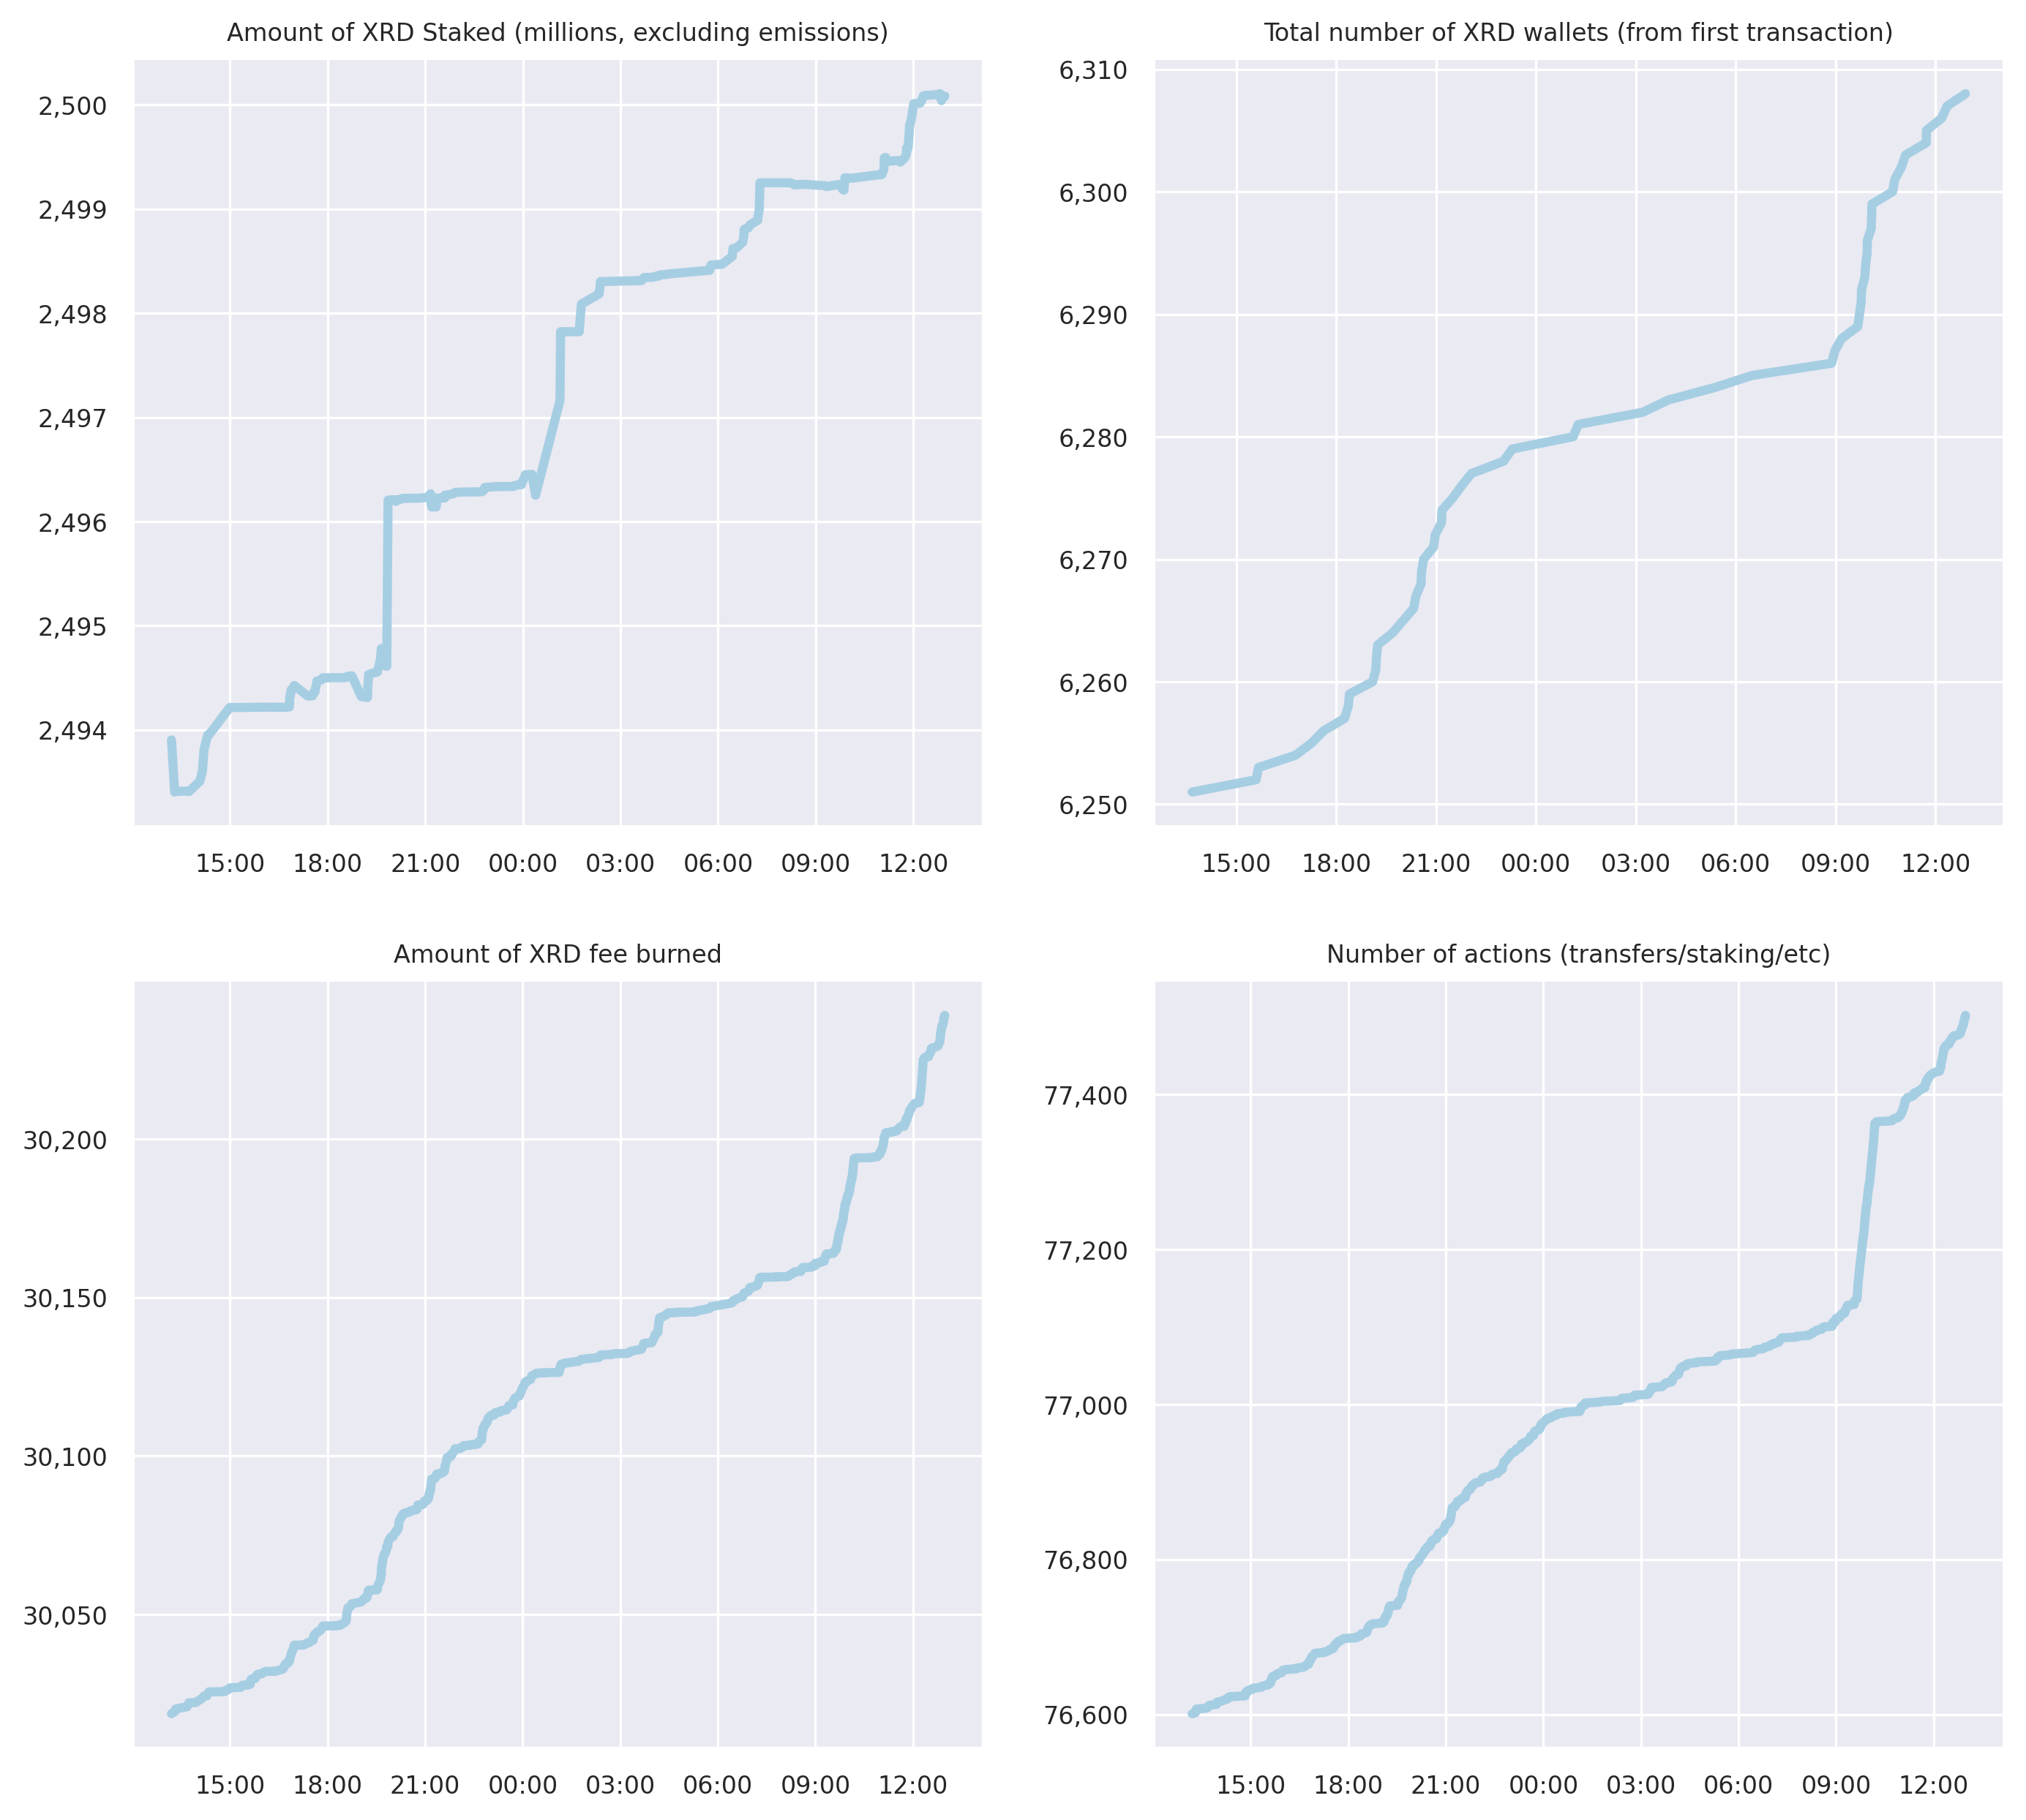 Amount of XRD Staked (millions, excluding emissions)
2,500
2,499
2,498
2,497
2,496
2,495
2,494
15:00 18:00 21:00 00:00 03:00 06:00 09:00 12:00
Total number of XRD wallets (from first transaction)
6,310
6,300
6,290
6,280
6,270
6,260
6,250
15:00 18:00 21:00 00:00 03:00 06:00 09:00 12:00
Amount of XRD fee burned
30,200
30,150
30,100
30,050
15:00 18:00 21:00 00:00 03:00 06:00 09:00 12:00
Number of actions (transfers/staking/etc)
77,400
77,200
77,000
76,800
76,600
15:00 18:00 21:00 00:00 03:00 06:00 09:00 12:00